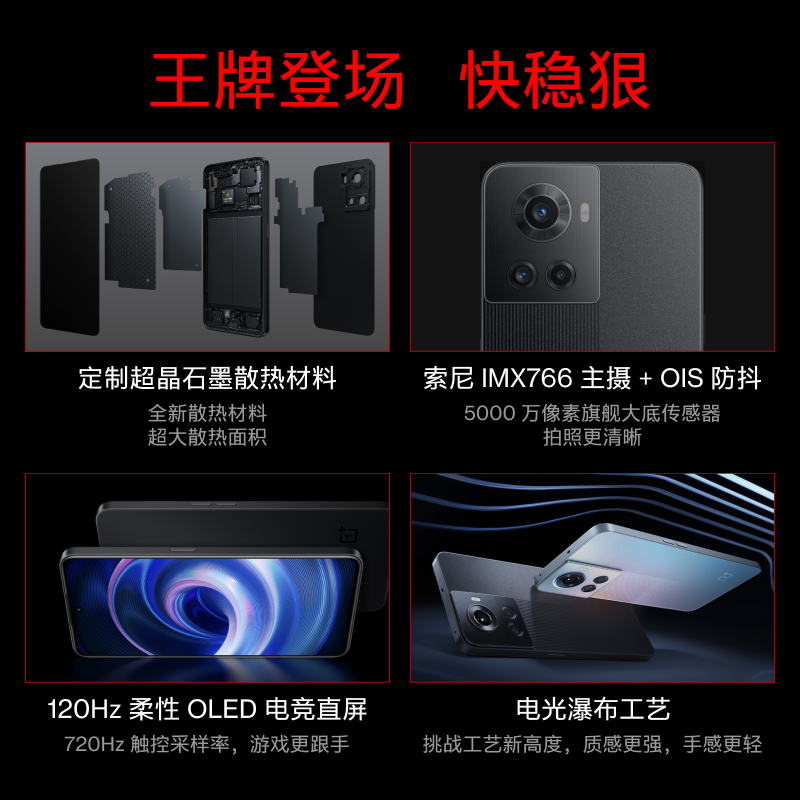 王牌登场 快稳狠
定制超晶石墨散热材料
全新散热材料
超大散热面积
索尼 IMX766 主摄 + OIS 防抖
5000 万像素旗舰大底传感器
拍照更清晰
120Hz 柔性 OLED 电竞直屏
720Hz 触控采样率，游戏更跟手
电光瀑布工艺
挑战工艺新高度，质感更强，手感更轻